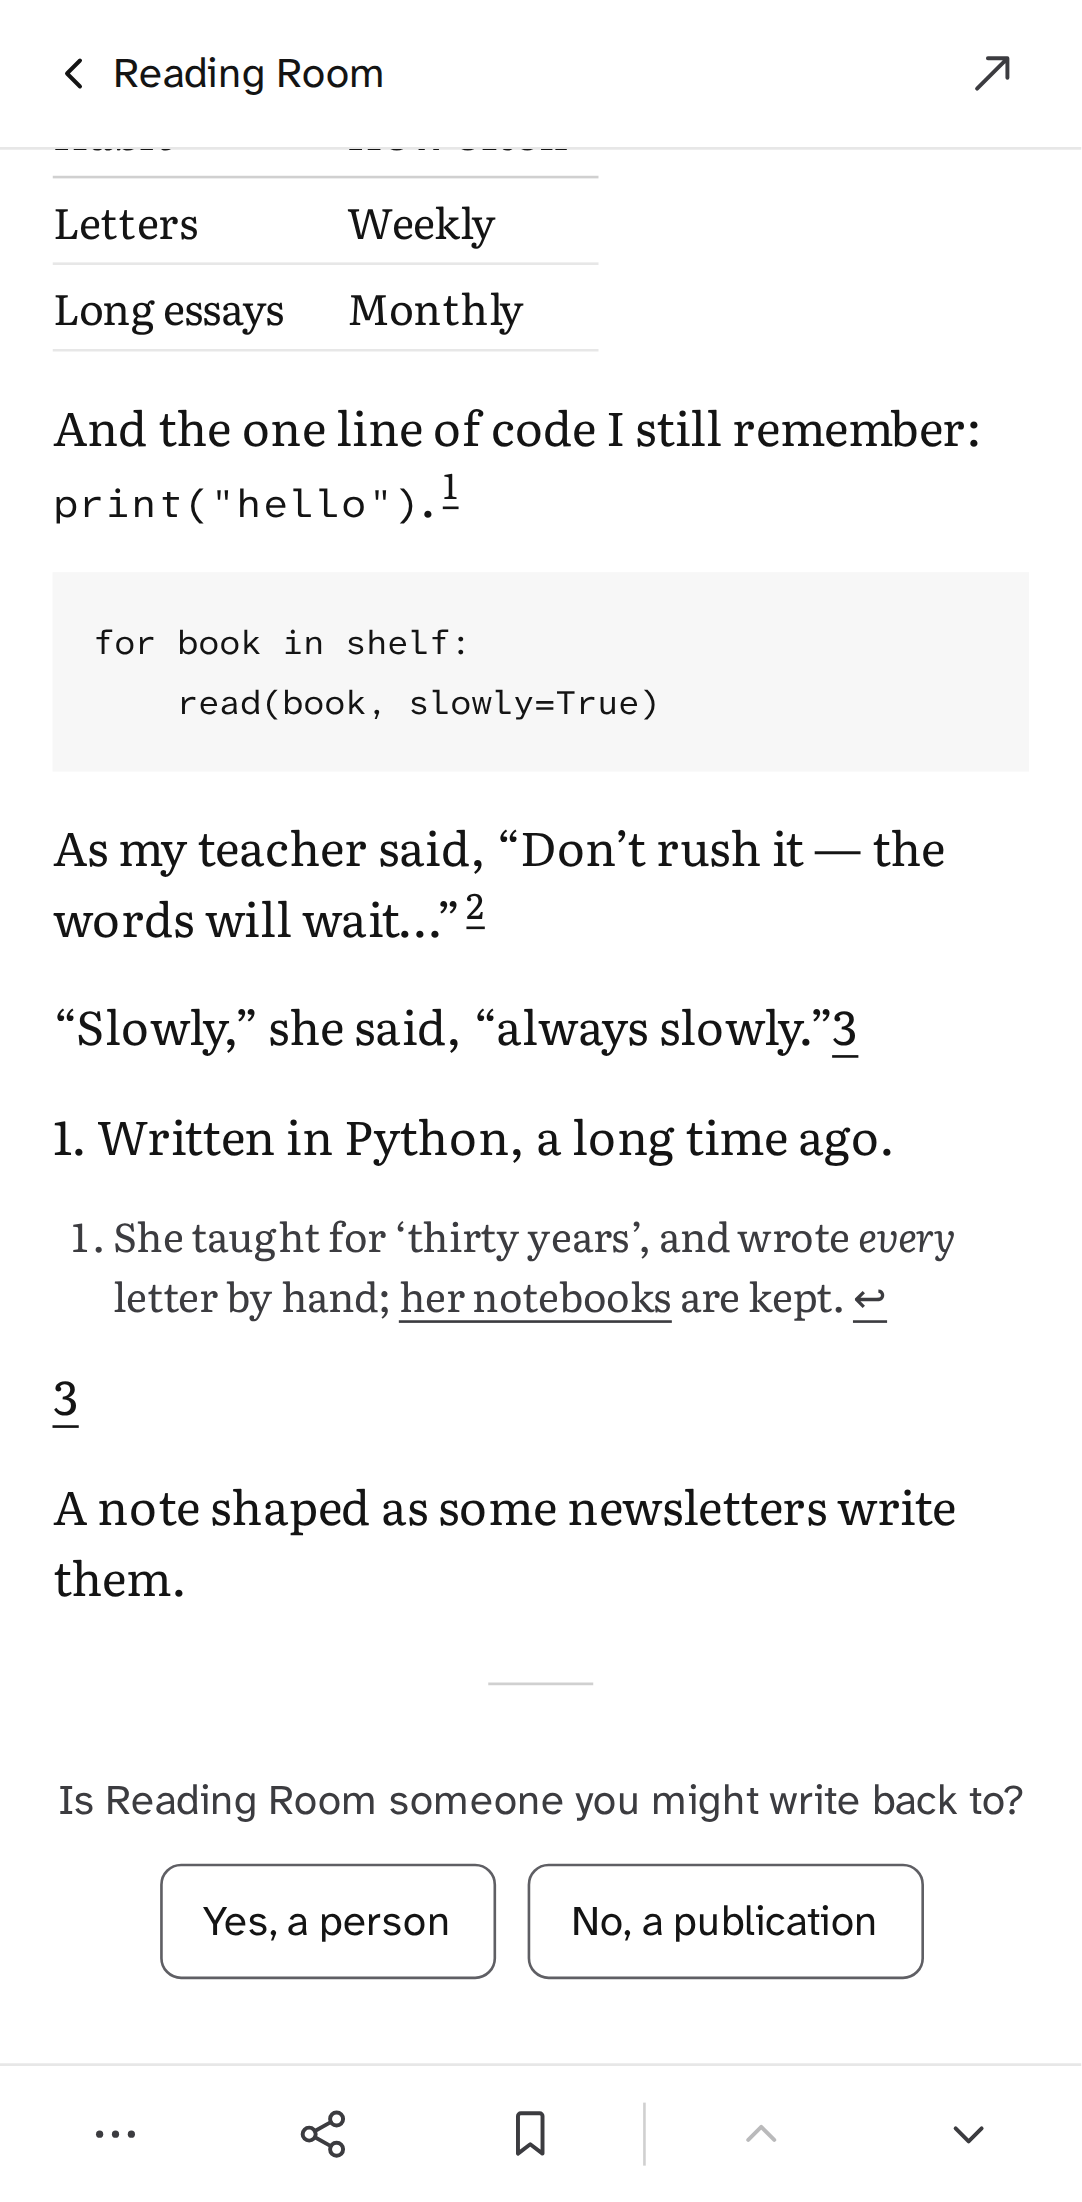 Reading Room
Letters Weekly
Long essays Monthly
And the one line of code I still remember:
print("hello").1
for book in shelf:
    read(book, slowly=True)
As my teacher said, “Don’t rush it — the
words will wait…”2
“Slowly,” she said, “always slowly.”3
1. Written in Python, a long time ago.
1. She taught for ‘thirty years’, and wrote every
letter by hand; her notebooks are kept. ↩
3
A note shaped as some newsletters write
them.
Is Reading Room someone you might write back to?
Yes, a person
No, a publication